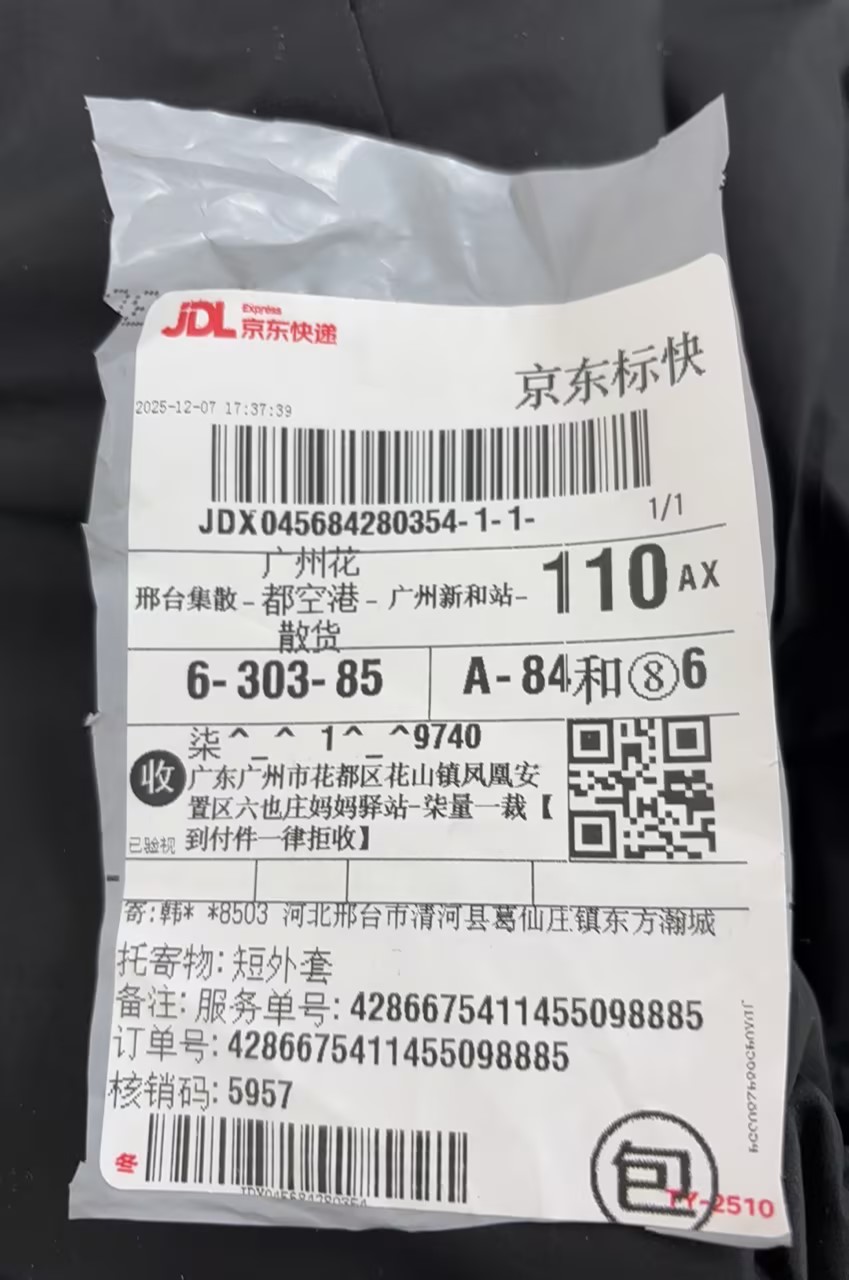 JDL Express
京东快递
京东标快
2025-12-07 17:37:39
JDX045684280354-1-1-
1/1
广州花
邢台集散-都空港-广州新和站-110AX
散货
6-303-85
A-84和⑧6
柒^_^ 1^_^9740
收
广东广州市花都区花山镇凤凰安
置区六也庄妈妈驿站-柒量一裁【
到付件一律拒收】
已验视
寄:韩* *8503 河北邢台市清河县葛仙庄镇东方瀚城
托寄物:短外套
备注:服务单号:4286675411455098885
订单号:4286675411455098885
核销码:5957
冬
JDX045684280354
包
TY-2510